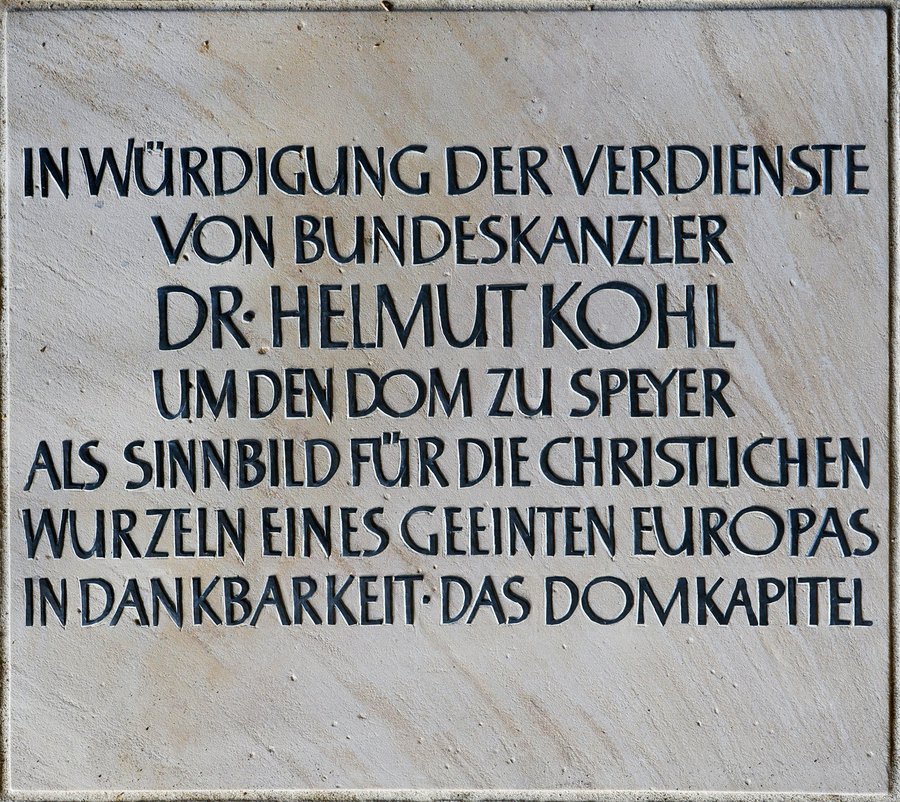 IN WÜRDIGUNG DER VERDIENSTE
VON BUNDESKANZLER
DR· HELMUT KOHL
UM DEN DOM ZU SPEYER
ALS SINNBILD FÜR DIE CHRISTLICHEN
WURZELN EINES GEEINTEN EUROPAS
IN DANKBARKEIT· DAS DOMKAPITEL